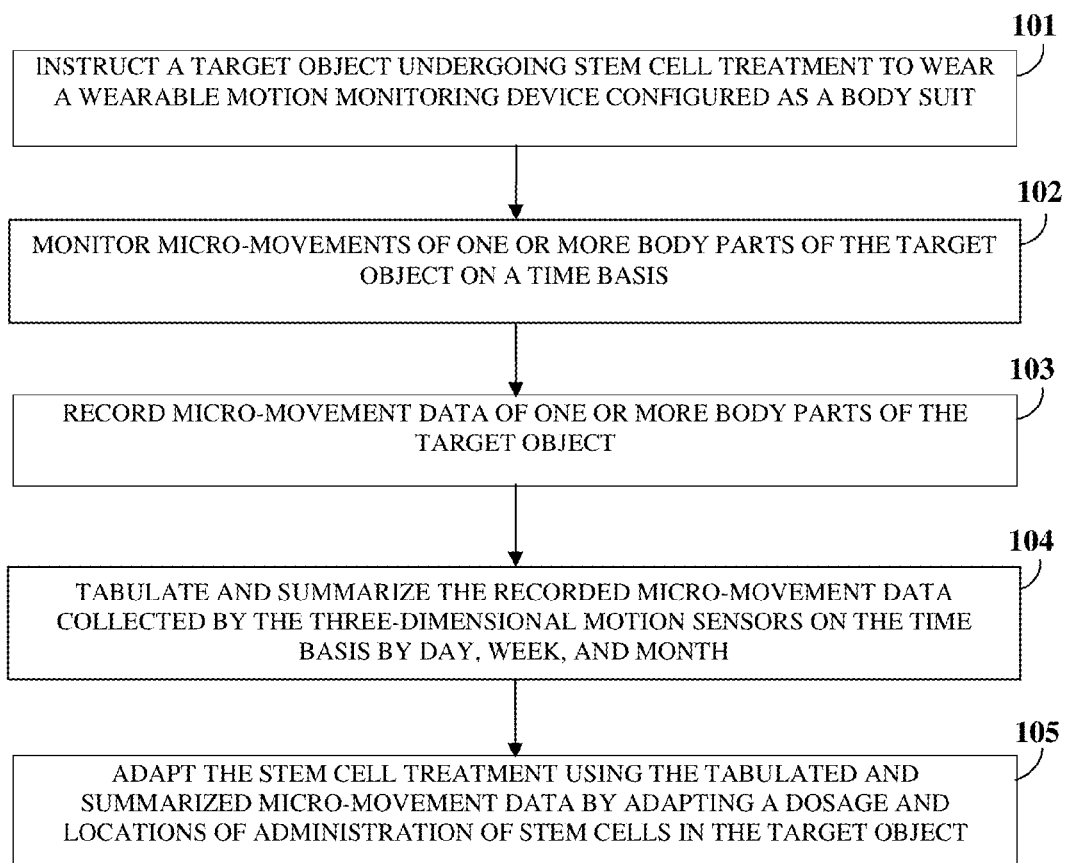 101
INSTRUCT A TARGET OBJECT UNDERGOING STEM CELL TREATMENT TO WEAR
A WEARABLE MOTION MONITORING DEVICE CONFIGURED AS A BODY SUIT
102
MONITOR MICRO-MOVEMENTS OF ONE OR MORE BODY PARTS OF THE TARGET
OBJECT ON A TIME BASIS
103
RECORD MICRO-MOVEMENT DATA OF ONE OR MORE BODY PARTS OF THE
TARGET OBJECT
104
TABULATE AND SUMMARIZE THE RECORDED MICRO-MOVEMENT DATA
COLLECTED BY THE THREE-DIMENSIONAL MOTION SENSORS ON THE TIME
BASIS BY DAY, WEEK, AND MONTH
105
ADAPT THE STEM CELL TREATMENT USING THE TABULATED AND
SUMMARIZED MICRO-MOVEMENT DATA BY ADAPTING A DOSAGE AND
LOCATIONS OF ADMINISTRATION OF STEM CELLS IN THE TARGET OBJECT